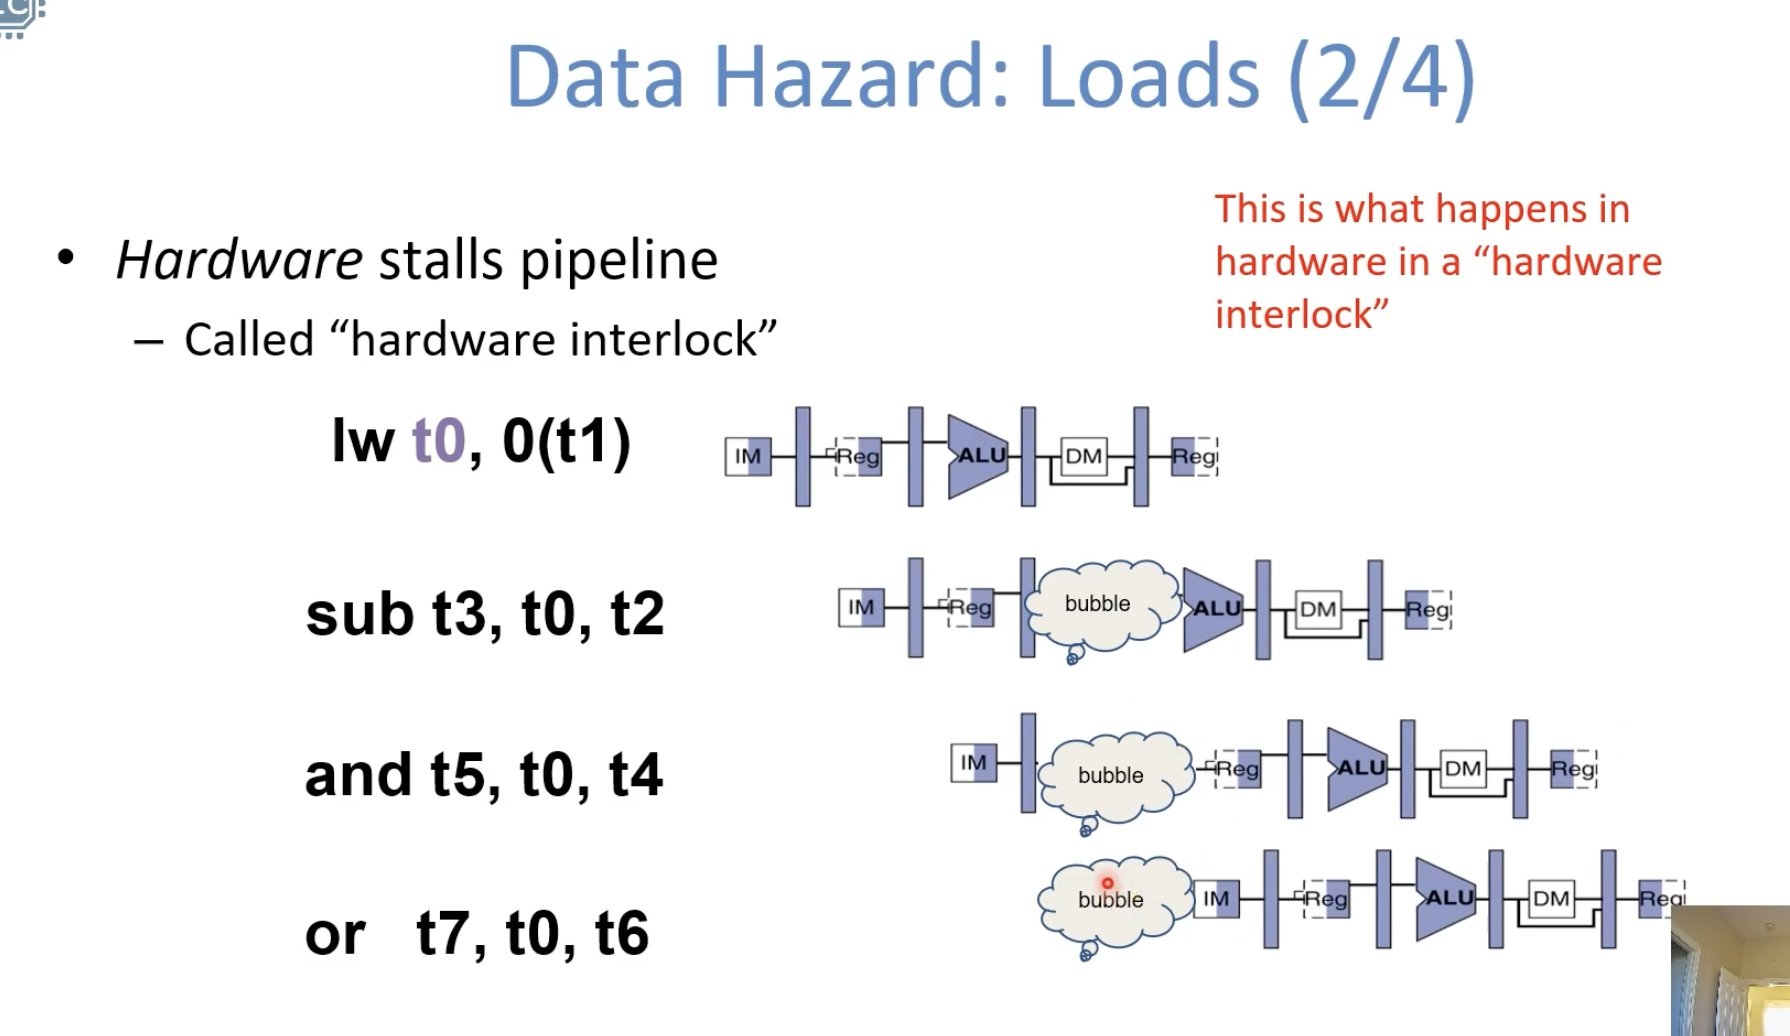 Data Hazard: Loads (2/4)
• Hardware stalls pipeline
– Called “hardware interlock”
This is what happens in
hardware in a “hardware
interlock”
lw t0, 0(t1)
IM Reg ALU DM Reg
sub t3, t0, t2
IM Reg bubble ALU DM Reg
and t5, t0, t4
IM bubble Reg ALU DM Reg
or t7, t0, t6
bubble IM Reg ALU DM Reg